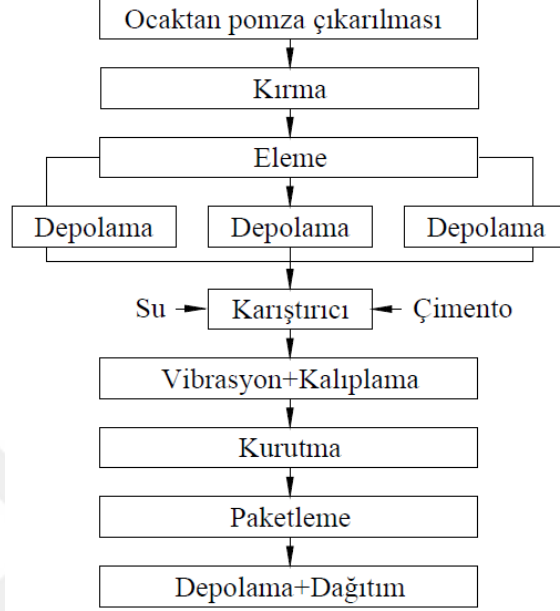 Ocaktan pomza çıkarılması
Kırma
Eleme
Depolama
Depolama
Depolama
Su
Karıştırıcı
Çimento
Vibrasyon+Kalıplama
Kurutma
Paketleme
Depolama+Dağıtım